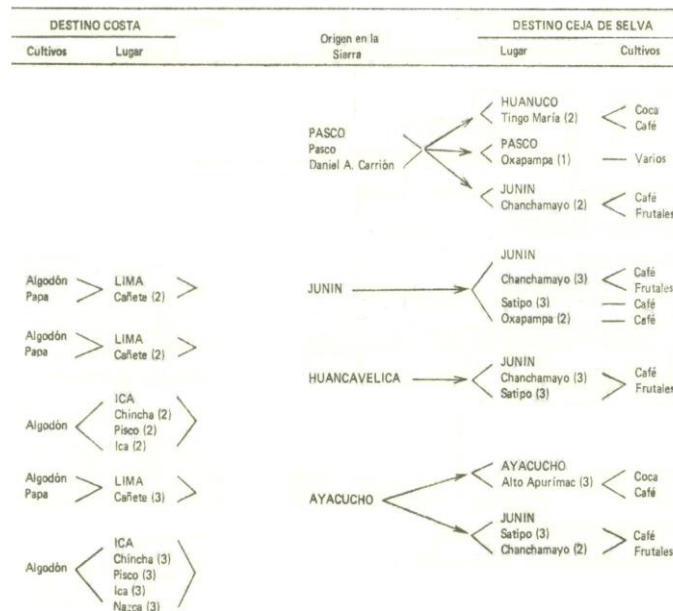 DESTINO COSTA
Cultivos Lugar
Origen en la
Sierra
DESTINO CEJA DE SELVA
Lugar Cultivos
PASCO
Pasco
Daniel A. Carrión
HUANUCO
Tingo María (2)
Coca
Café
PASCO
Oxapampa (1)
Varios
JUNIN
Chanchamayo (2)
Café
Frutales
Algodón
Papa
LIMA
Cañete (2)
JUNIN
JUNIN
Chanchamayo (3)
Café
Frutales
Satipo (3)
Café
Oxapampa (2)
Café
Algodón
Papa
LIMA
Cañete (2)
Algodón
ICA
Chincha (2)
Pisco (2)
Ica (2)
HUANCAVELICA
JUNIN
Chanchamayo (3)
Satipo (3)
Café
Frutales
Algodón
Papa
LIMA
Cañete (3)
Algodón
ICA
Chincha (3)
Pisco (3)
Ica (3)
Nazca (3)
AYACUCHO
AYACUCHO
Alto Apurímac (3)
Coca
Café
JUNIN
Satipo (3)
Chanchamayo (2)
Café
Frutales